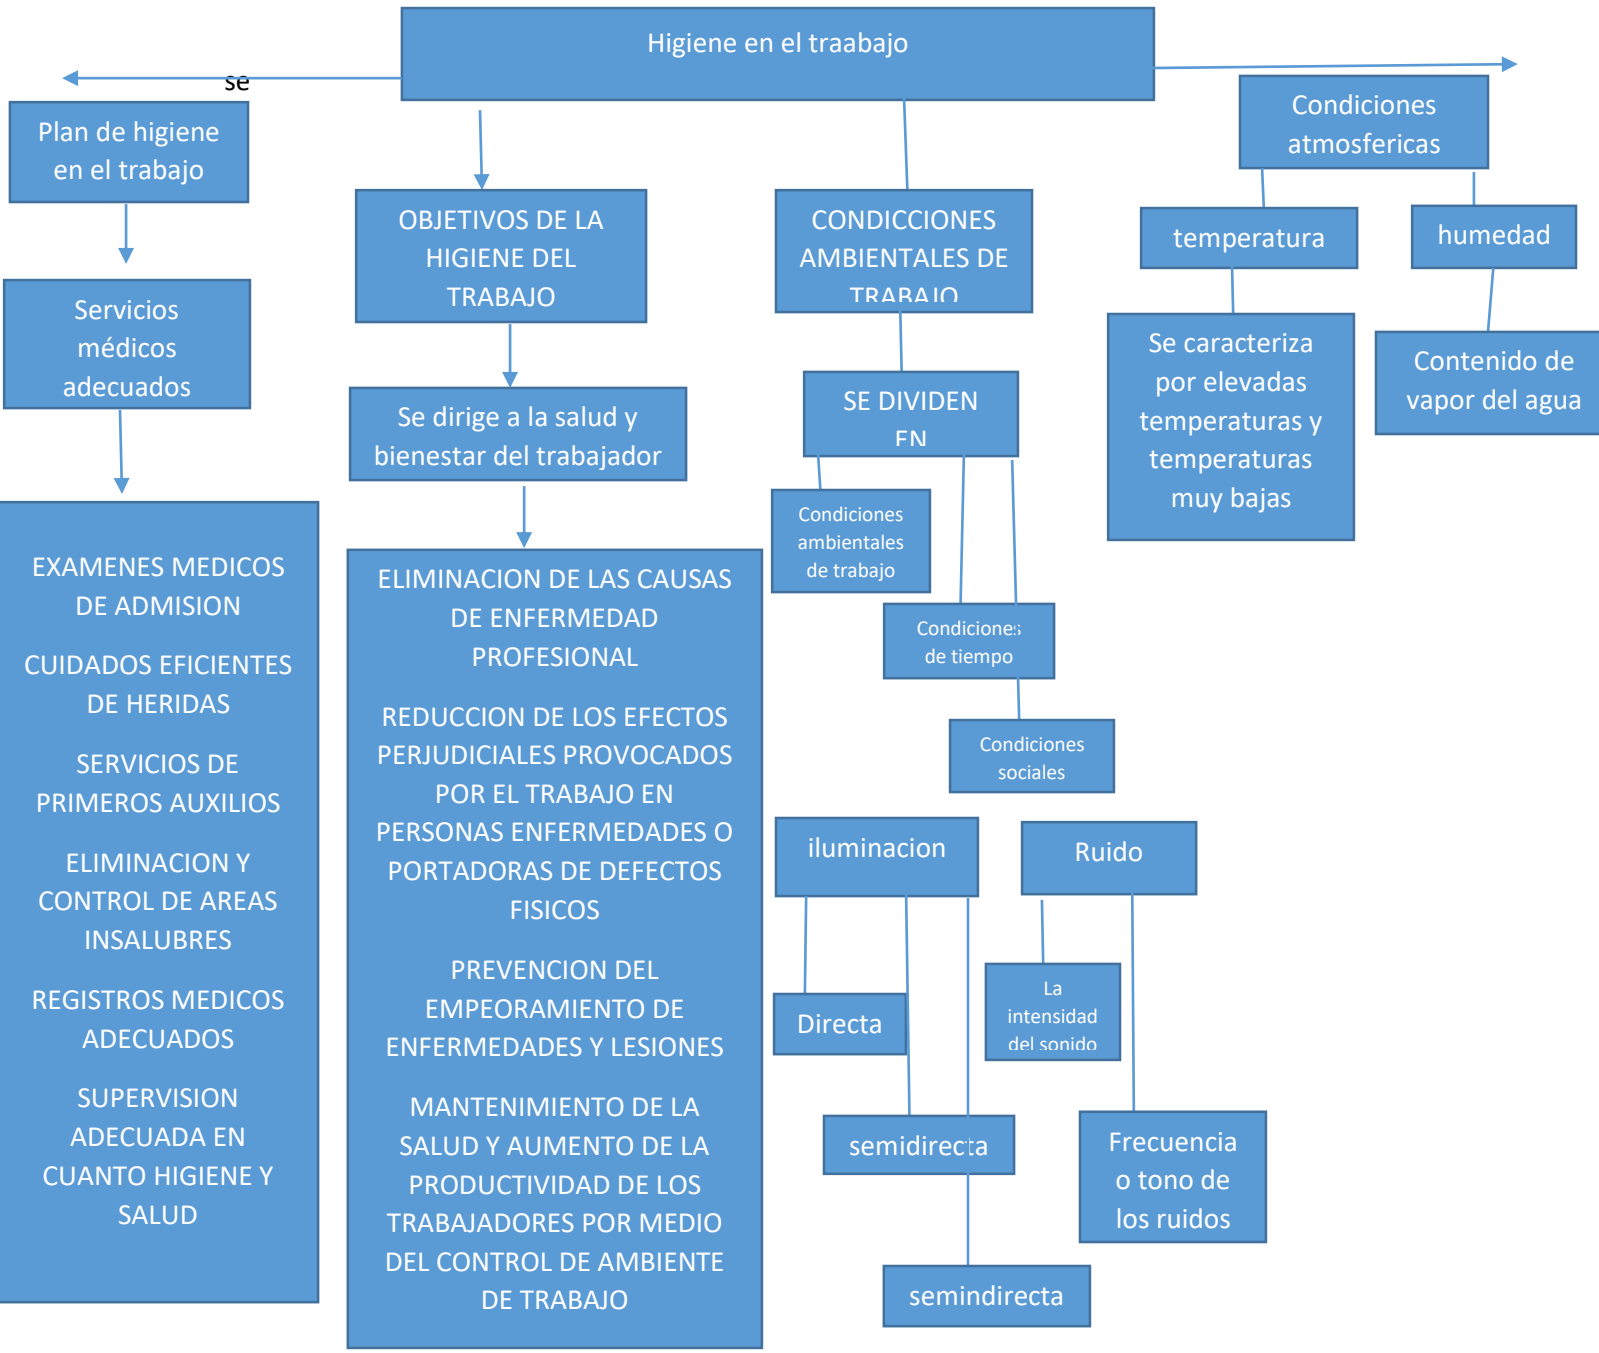 Higiene en el traabajo
se
Plan de higiene
en el trabajo
Servicios
médicos
adecuados
EXAMENES MEDICOS
DE ADMISION
CUIDADOS EFICIENTES
DE HERIDAS
SERVICIOS DE
PRIMEROS AUXILIOS
ELIMINACION Y
CONTROL DE AREAS
INSALUBRES
REGISTROS MEDICOS
ADECUADOS
SUPERVISION
ADECUADA EN
CUANTO HIGIENE Y
SALUD
OBJETIVOS DE LA
HIGIENE DEL
TRABAJO
Se dirige a la salud y
bienestar del trabajador
ELIMINACION DE LAS CAUSAS
DE ENFERMEDAD
PROFESIONAL
REDUCCION DE LOS EFECTOS
PERJUDICIALES PROVOCADOS
POR EL TRABAJO EN
PERSONAS ENFERMEDADES O
PORTADORAS DE DEFECTOS
FISICOS
PREVENCION DEL
EMPEORAMIENTO DE
ENFERMEDADES Y LESIONES
MANTENIMIENTO DE LA
SALUD Y AUMENTO DE LA
PRODUCTIVIDAD DE LOS
TRABAJADORES POR MEDIO
DEL CONTROL DE AMBIENTE
DE TRABAJO
CONDICCIONES
AMBIENTALES DE
TRABAJO
SE DIVIDEN
EN
Condiciones
ambientales
de trabajo
Condiciones
de tiempo
Condiciones
sociales
iluminacion
Directa
semidirecta
semindirecta
Ruido
La
intensidad
del sonido
Frecuencia
o tono de
los ruidos
Condiciones
atmosfericas
temperatura
Se caracteriza
por elevadas
temperaturas y
temperaturas
muy bajas
humedad
Contenido de
vapor del agua